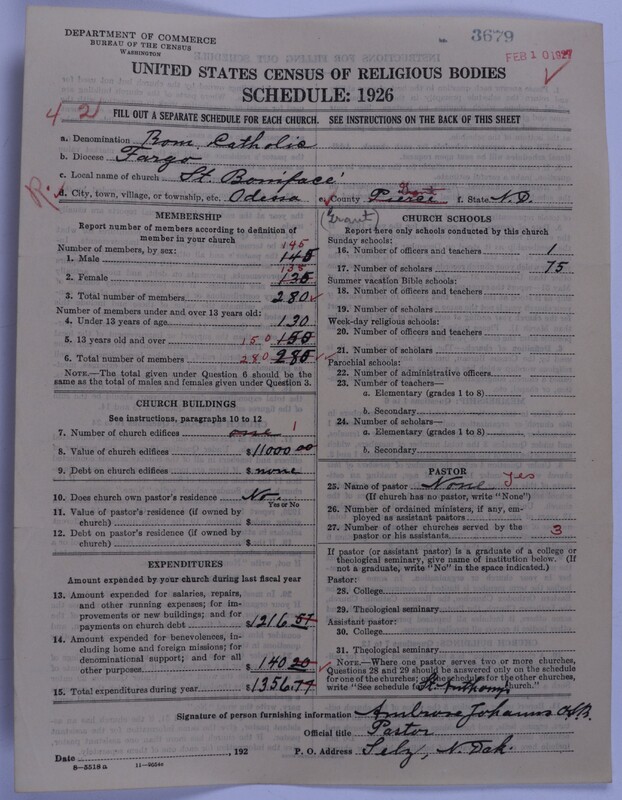 DEPARTMENT OF COMMERCE
BUREAU OF THE CENSUS
WASHINGTON
3679
FEB 10 1927
UNITED STATES CENSUS OF RELIGIOUS BODIES
SCHEDULE: 1926
42
FILL OUT A SEPARATE SCHEDULE FOR EACH CHURCH. SEE INSTRUCTIONS ON THE BACK OF THIS SHEET
a. Denomination Rom. Catholic
b. Diocese Fargo
c. Local name of church St. Boniface
d. City, town, village, or township, etc. Odessa e. County Pierce Grant f. State N.D.
(Grant)
MEMBERSHIP
Report number of members according to definition of
member in your church
Number of members, by sex: 145
1. Male 145
135
2. Female 135
3. Total number of members 280
Number of members under and over 13 years old:
4. Under 13 years of age 130
5. 13 years old and over 150 155
6. Total number of members 280 285
NOTE.—The total given under Question 6 should be the
same as the total of males and females given under Question 3.
CHURCH BUILDINGS
See instructions, paragraphs 10 to 12
7. Number of church edifices one 1
8. Value of church edifices $11000.00
9. Debt on church edifices $none
10. Does church own pastor's residence No
Yes or No
11. Value of pastor's residence (if owned by
church) $
12. Debt on pastor's residence (if owned by
church) $
EXPENDITURES
Amount expended by your church during last fiscal year
13. Amount expended for salaries, repairs,
and other running expenses; for im-
provements or new buildings; and for
payments on church debt $1216.57
14. Amount expended for benevolences, in-
cluding home and foreign missions; for
denominational support; and for all
other purposes $140.20
15. Total expenditures during year $1356.77
CHURCH SCHOOLS
Report here only schools conducted by this church
Sunday schools:
16. Number of officers and teachers 1
17. Number of scholars 75
Summer vacation Bible schools:
18. Number of officers and teachers
19. Number of scholars
Week-day religious schools:
20. Number of officers and teachers
21. Number of scholars
Parochial schools:
22. Number of administrative officers
23. Number of teachers—
a. Elementary (grades 1 to 8)
b. Secondary
24. Number of scholars—
a. Elementary (grades 1 to 8)
b. Secondary
PASTOR
25. Name of pastor None yes
(If church has no pastor, write "None")
26. Number of ordained ministers, if any, em-
ployed as assistant pastors
27. Number of other churches served by the
pastor or his assistants 3
If pastor (or assistant pastor) is a graduate of a college or
theological seminary, give name of institution below. (If
not a graduate, write "No" in the space indicated.)
Pastor:
28. College
29. Theological seminary
Assistant pastor:
30. College
31. Theological seminary
NOTE.—Where one pastor serves two or more churches,
Questions 28 and 29 should be answered only on the schedule
for one of the churches; on the schedule for the other churches,
write "See schedule for St. Anthony church."
Signature of person furnishing information Ambrose Johanns O.S.B.
Official title Pastor
Date , 192 P. O. Address Selz, N. Dak.
8—5516a